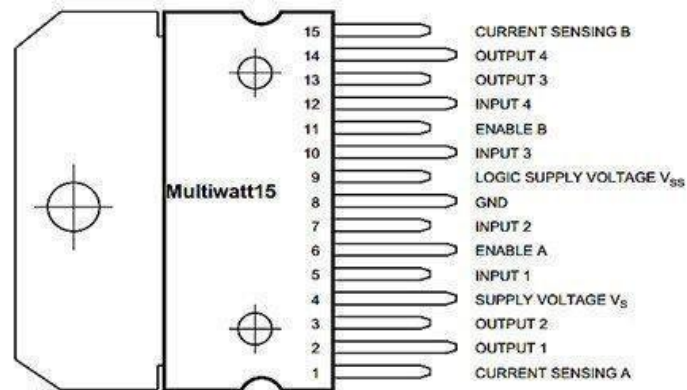 15 CURRENT SENSING B
14 OUTPUT 4
13 OUTPUT 3
12 INPUT 4
11 ENABLE B
10 INPUT 3
9 LOGIC SUPPLY VOLTAGE VSS
8 GND
Multiwatt15
7 INPUT 2
6 ENABLE A
5 INPUT 1
4 SUPPLY VOLTAGE VS
3 OUTPUT 2
2 OUTPUT 1
1 CURRENT SENSING A